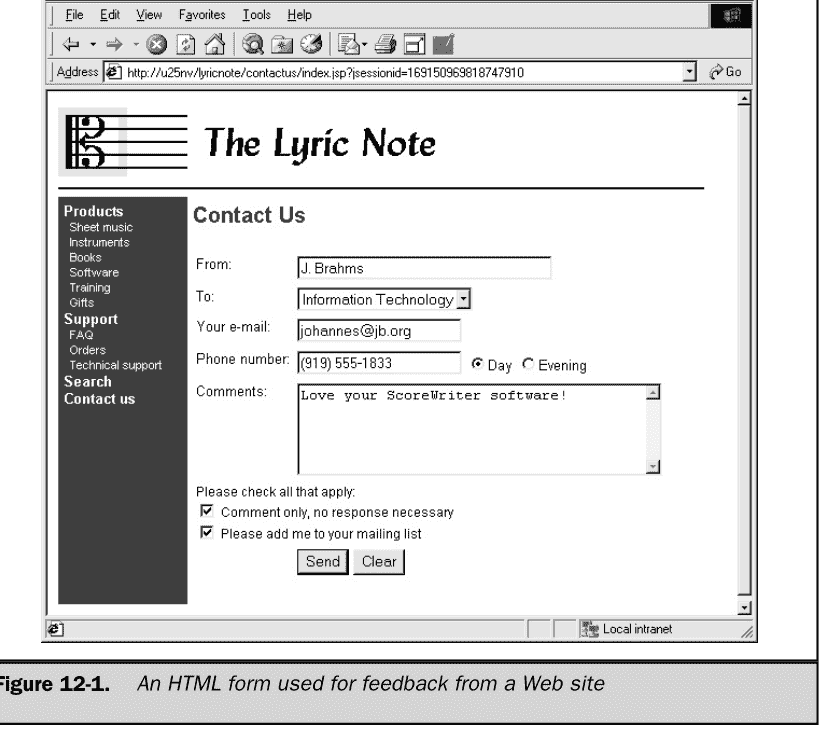 File Edit View Favorites Tools Help
Address http://u25nv/lyricnote/contactus/index.jsp?jsessionid=169150969818747910 Go
The Lyric Note
Products
Sheet music
Instruments
Books
Software
Training
Gifts
Support
FAQ
Orders
Technical support
Search
Contact us
Contact Us
From: J. Brahms
To: Information Technology
Your e-mail: johannes@jb.org
Phone number: (919) 555-1833 Day Evening
Comments: Love your ScoreWriter software!
Please check all that apply:
Comment only, no response necessary
Please add me to your mailing list
Send Clear
Local intranet
Figure 12-1. An HTML form used for feedback from a Web site